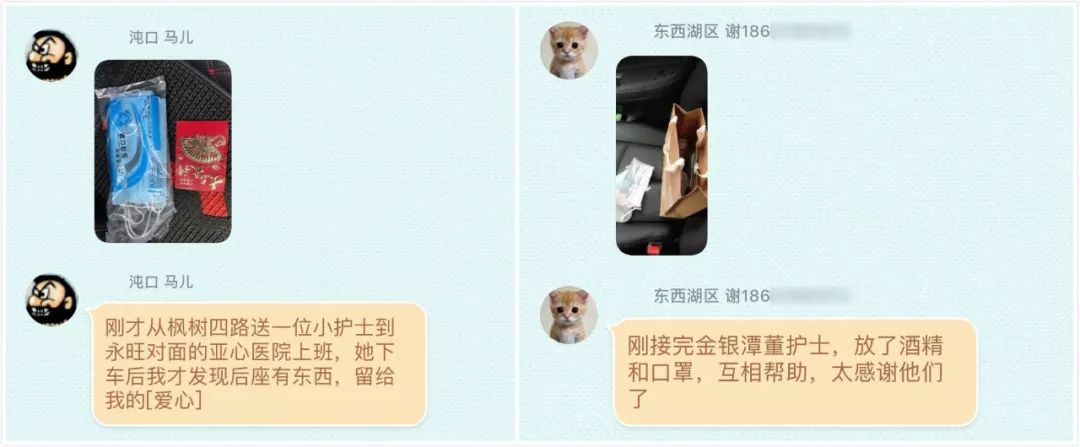 沌口 马儿
大吉大利
沌口 马儿
刚才从枫树四路送一位小护士到
永旺对面的亚心医院上班，她下
车后我才发现后座有东西，留给
我的[爱心]
东西湖区 谢186
东西湖区 谢186
刚接完金银潭董护士，放了酒精
和口罩，互相帮助，太感谢他们
了